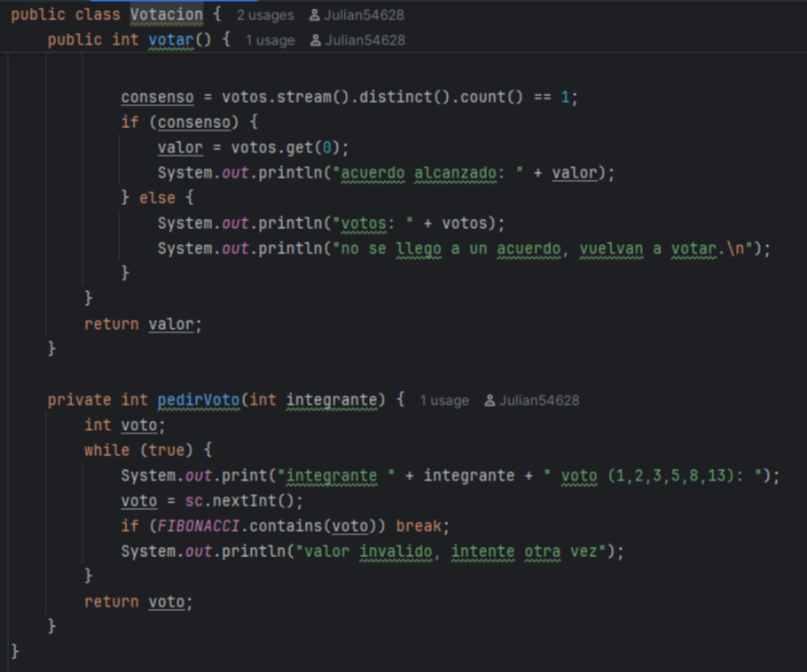 public class Votacion {  2 usages  Julian54628
    public int votar() {  1 usage  Julian54628
            consenso = votos.stream().distinct().count() == 1;
            if (consenso) {
                valor = votos.get(0);
                System.out.println("acuerdo alcanzado: " + valor);
            } else {
                System.out.println("votos: " + votos);
                System.out.println("no se llego a un acuerdo, vuelvan a votar.\n");
            }
        }
        return valor;
    }
    private int pedirVoto(int integrante) {  1 usage  Julian54628
        int voto;
        while (true) {
            System.out.print("integrante " + integrante + " voto (1,2,3,5,8,13): ");
            voto = sc.nextInt();
            if (FIBONACCI.contains(voto)) break;
            System.out.println("valor invalido, intente otra vez");
        }
        return voto;
    }
}